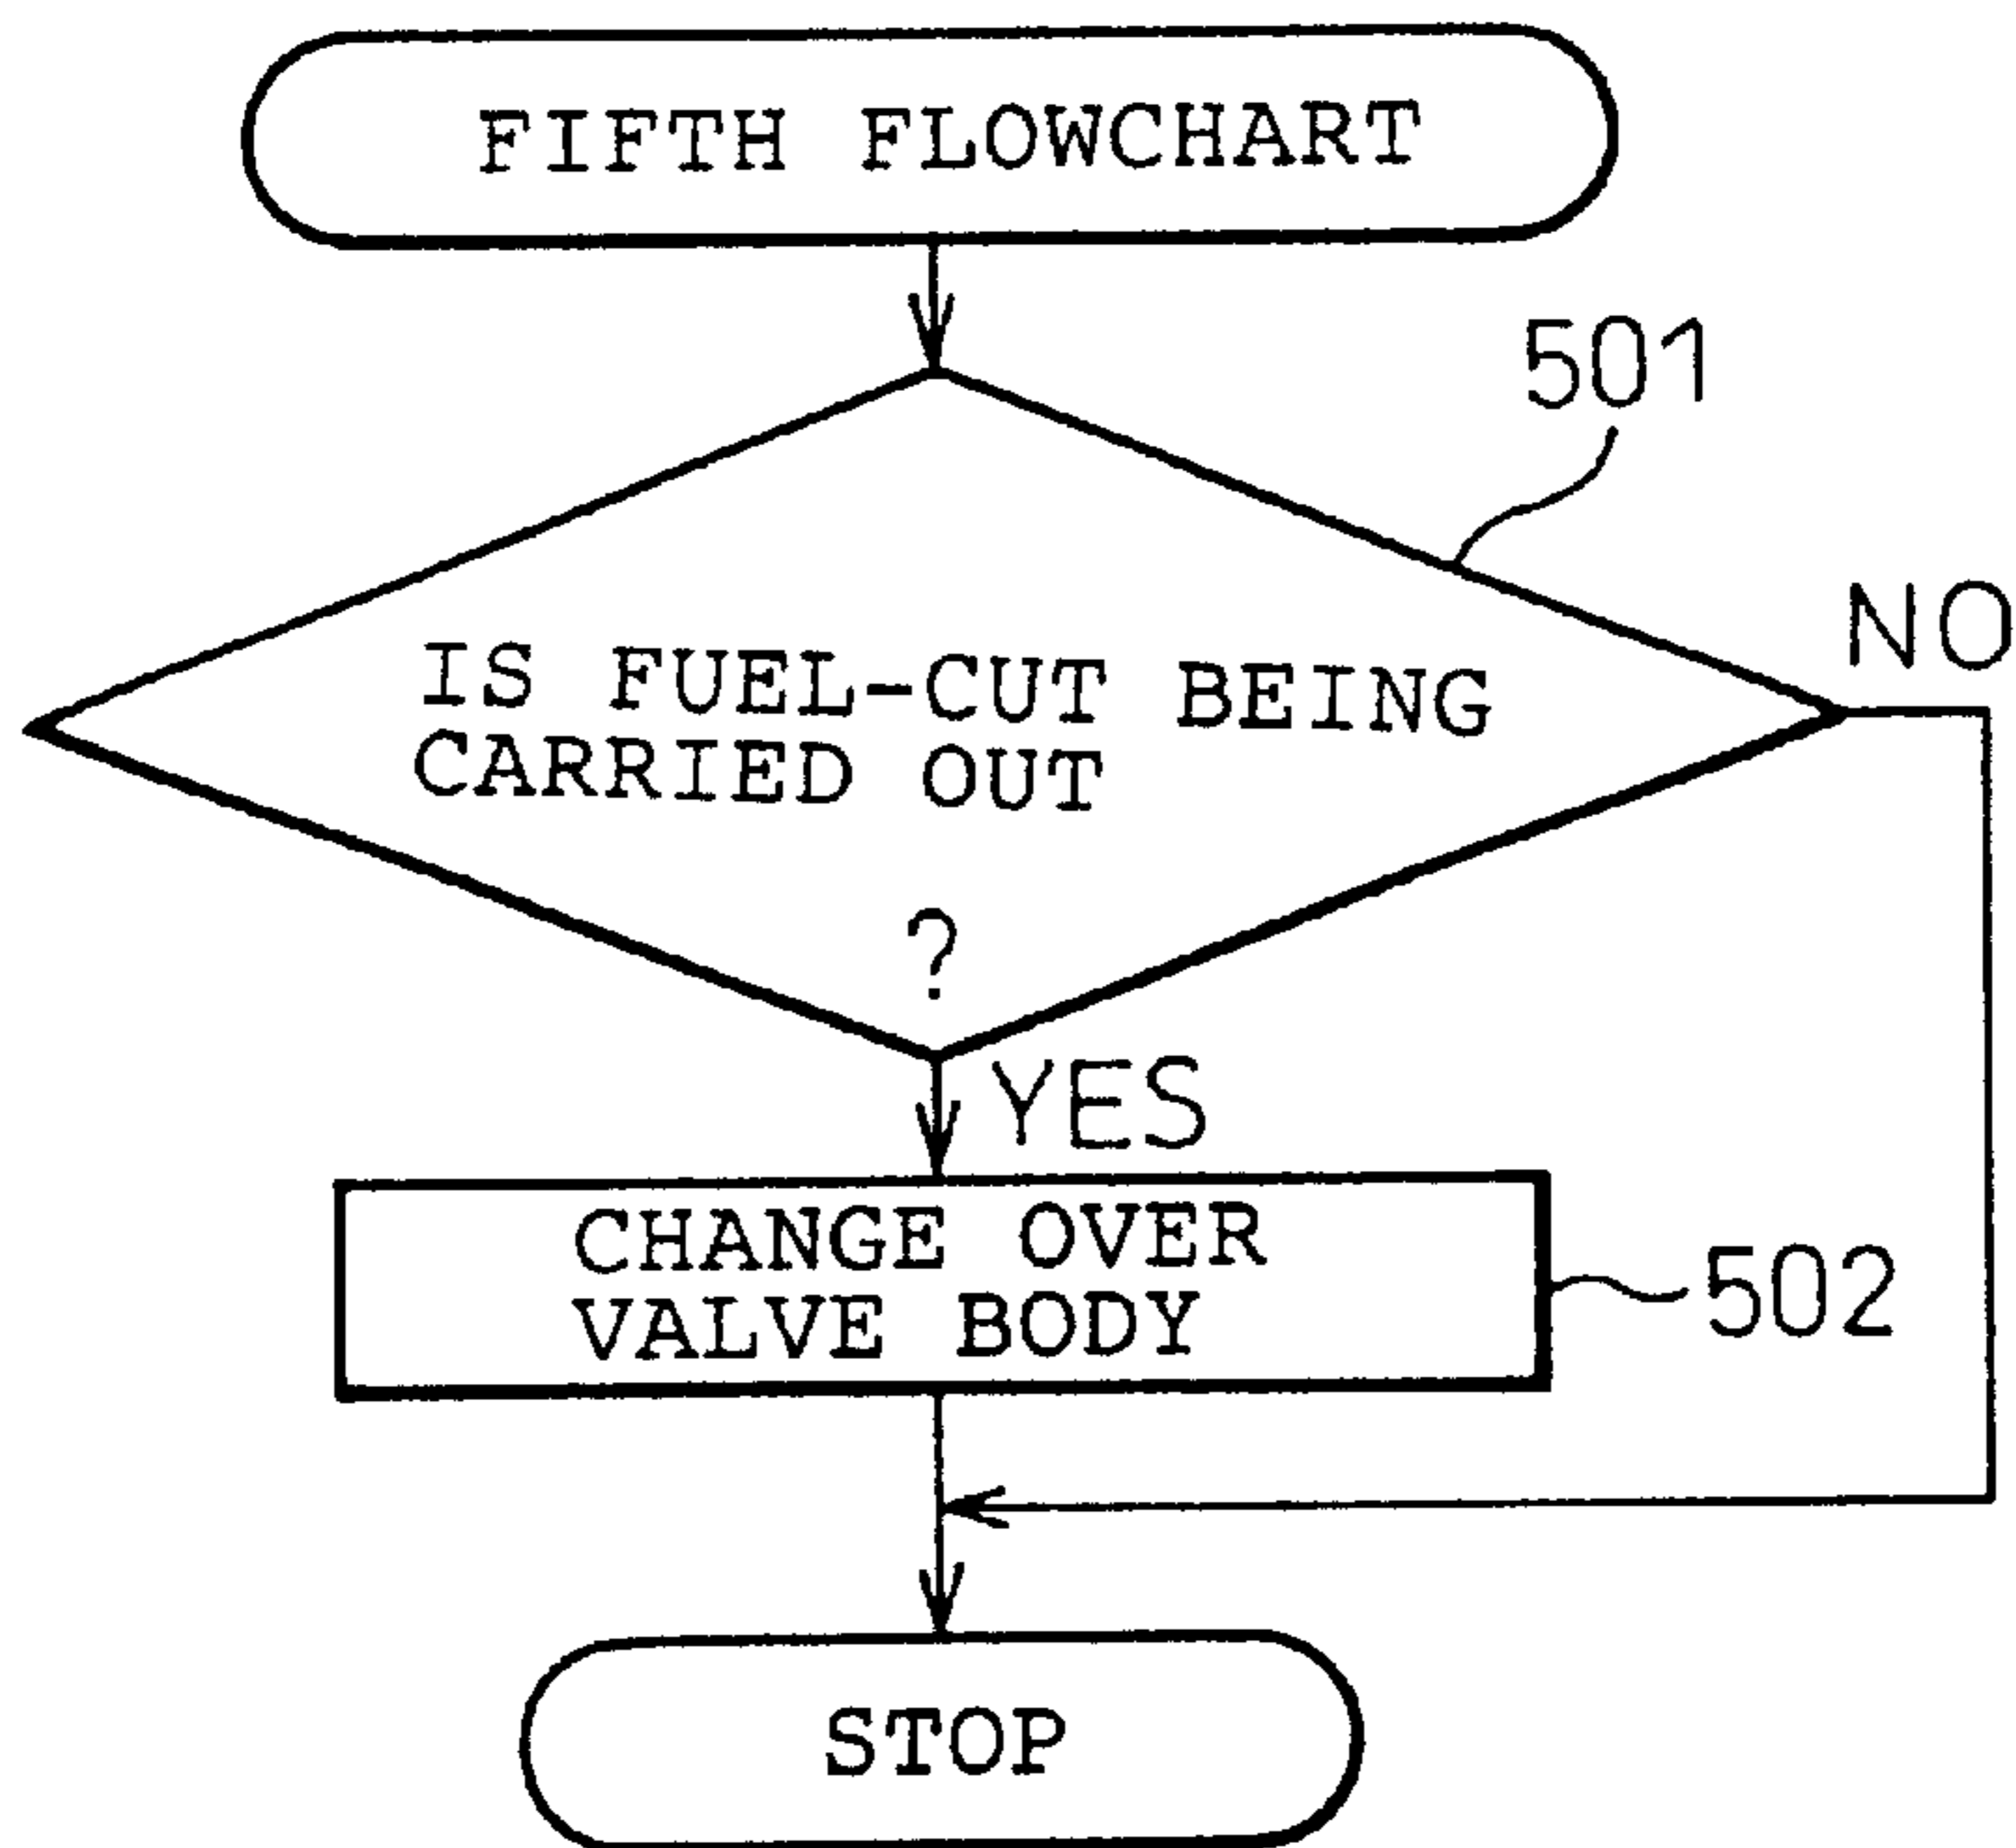 FIFTH FLOWCHART
501
NO
IS FUEL-CUT BEING
CARRIED OUT
?
YES
CHANGE OVER
VALVE BODY
502
STOP